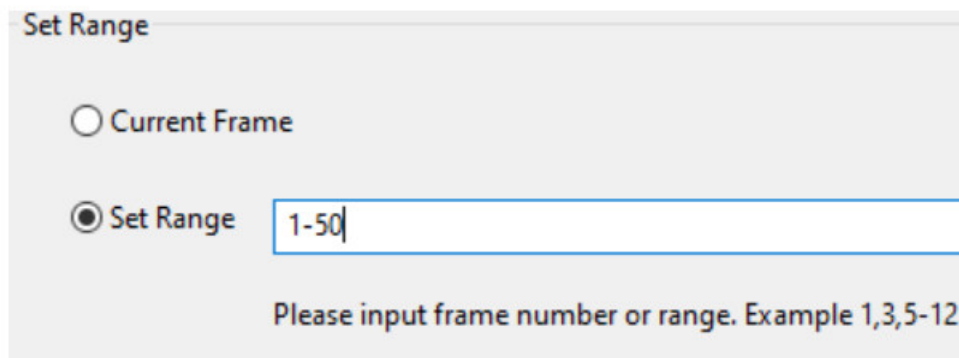 Set Range
Current Frame
Set Range 1-50
Please input frame number or range. Example 1,3,5-12